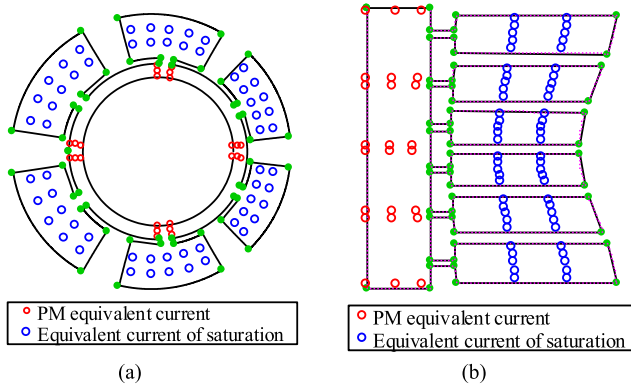 PM equivalent current
Equivalent current of saturation
(a)
PM equivalent current
Equivalent current of saturation
(b)